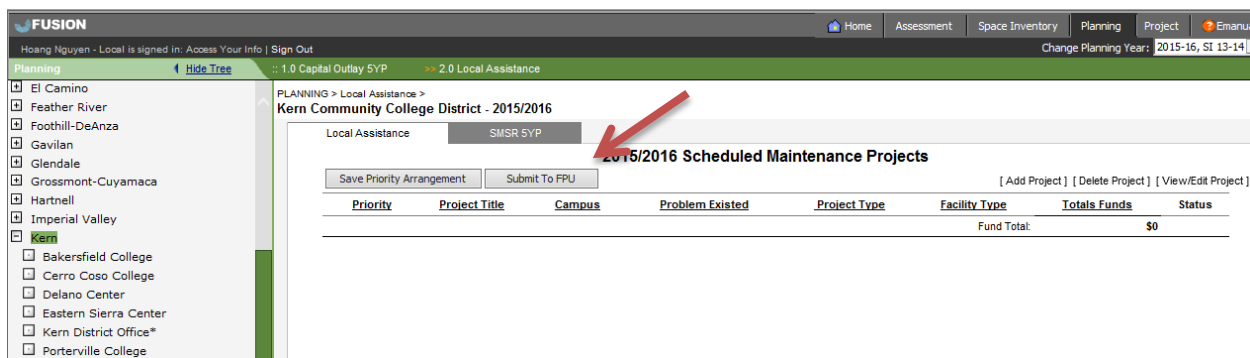 FUSION
Home Assessment Space Inventory Planning Project Emanua
Hoang Nguyen - Local is signed in: Access Your Info | Sign Out
Change Planning Year: 2015-16, SI 13-14
Planning Hide Tree :: 1.0 Capital Outlay 5YP >> 2.0 Local Assistance
El Camino
Feather River
Foothill-DeAnza
Gavilan
Glendale
Grossmont-Cuyamaca
Hartnell
Imperial Valley
Kern
Bakersfield College
Cerro Coso College
Delano Center
Eastern Sierra Center
Kern District Office*
Porterville College
PLANNING > Local Assistance >
Kern Community College District - 2015/2016
Local Assistance SMSR 5YP
2015/2016 Scheduled Maintenance Projects
Save Priority Arrangement Submit To FPU [ Add Project ] [ Delete Project ] [ View/Edit Project ]
Priority Project Title Campus Problem Existed Project Type Facility Type Totals Funds Status
Fund Total: $0